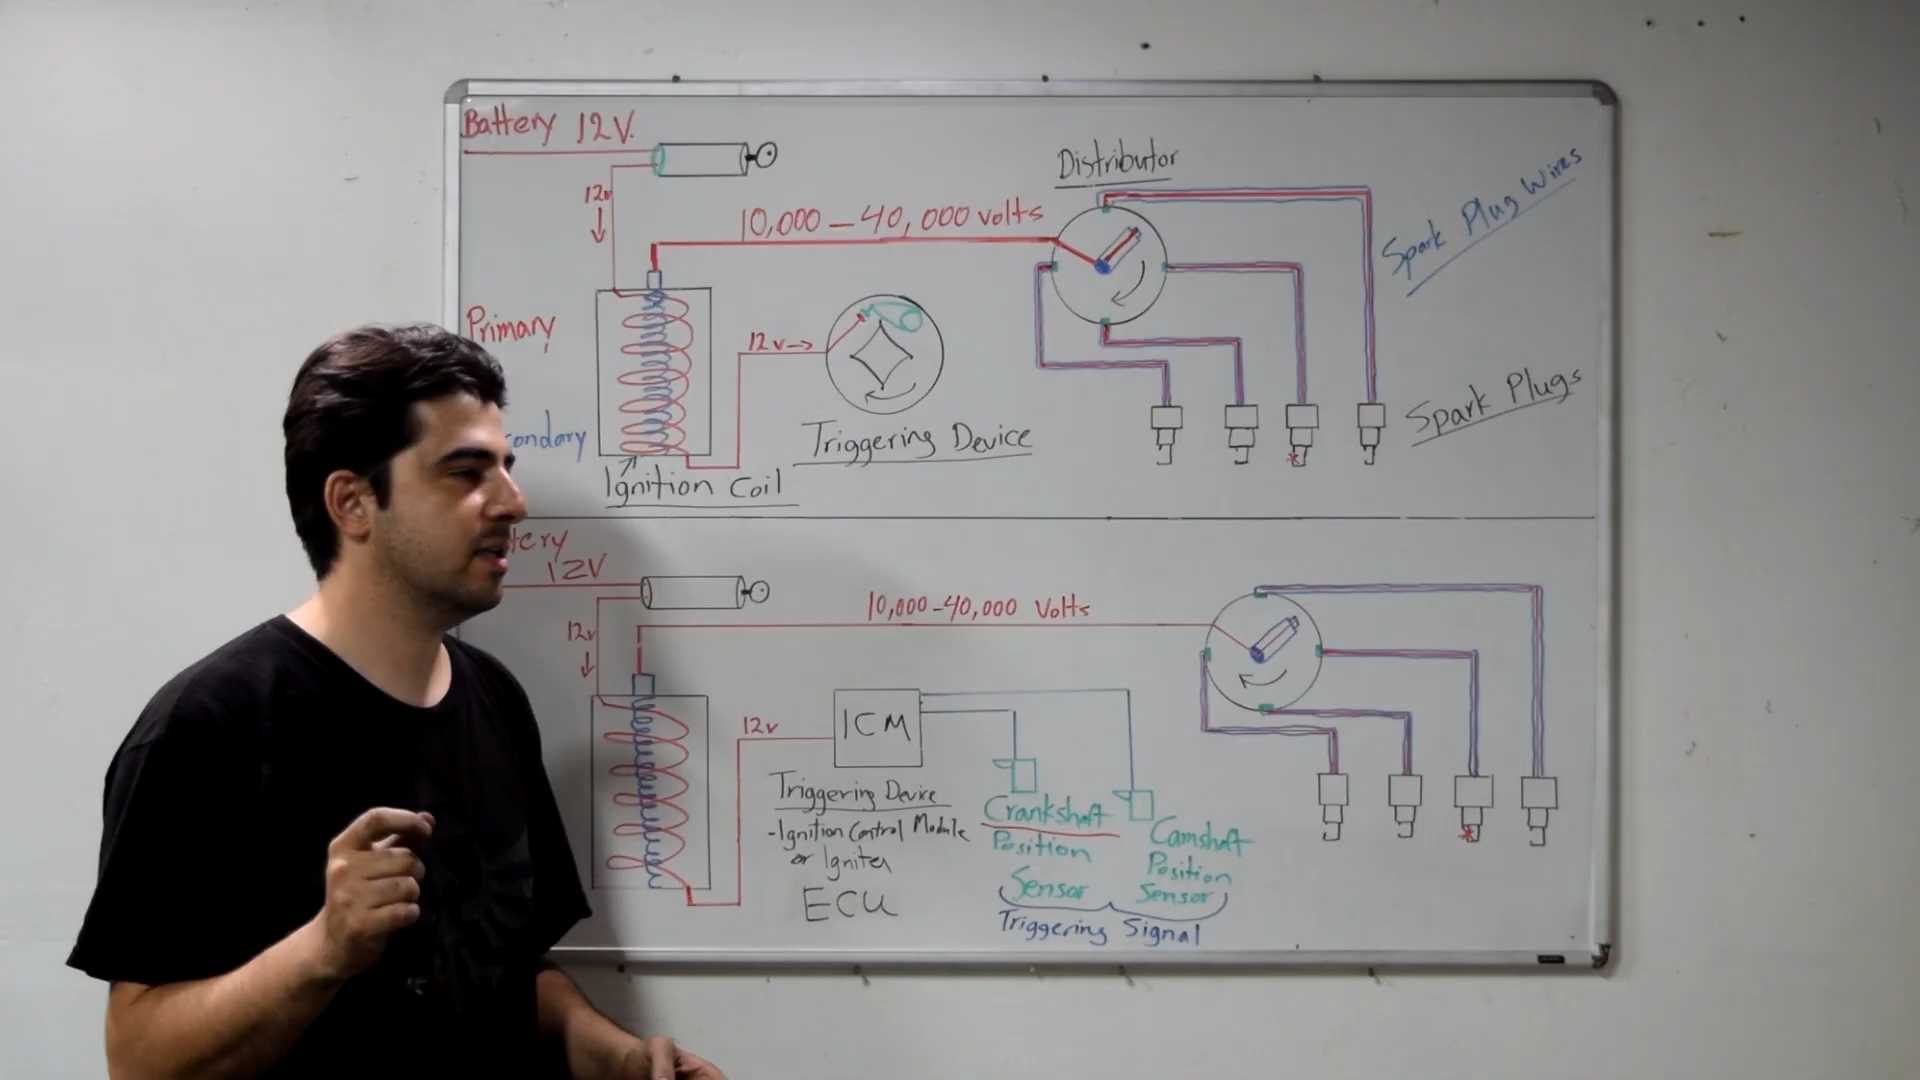 Battery 12V.
Distributor
Spark Plug Wires
12v
10,000 - 40,000 volts
Primary
12v →
ondary
Triggering Device
Spark Plugs
Ignition Coil
tery
12V
12v
10,000-40,000 Volts
ICM
12v
Triggering Device
-Ignition Control Module
or Igniter
ECU
Crankshaft
Position
Sensor
Camshaft
Position
Sensor
Triggering Signal